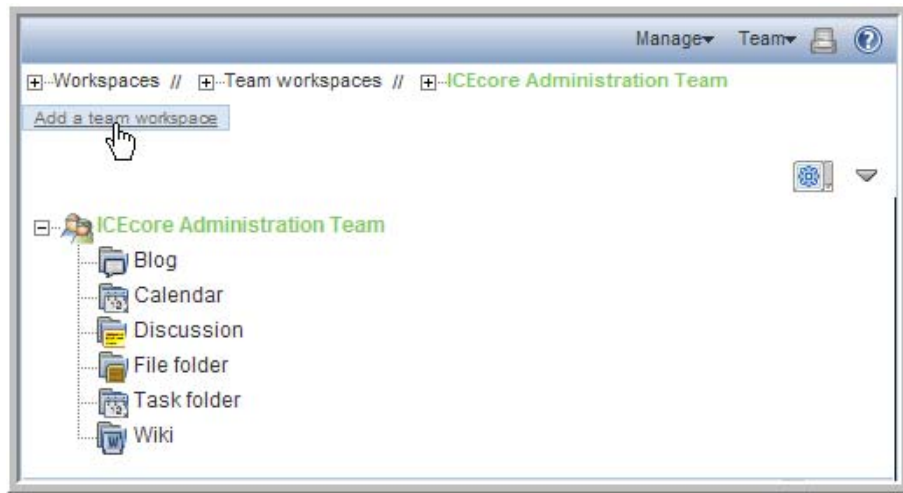 Manage Team
Workspaces // Team workspaces // ICEcore Administration Team
Add a team workspace
ICEcore Administration Team
Blog
Calendar
Discussion
File folder
Task folder
Wiki